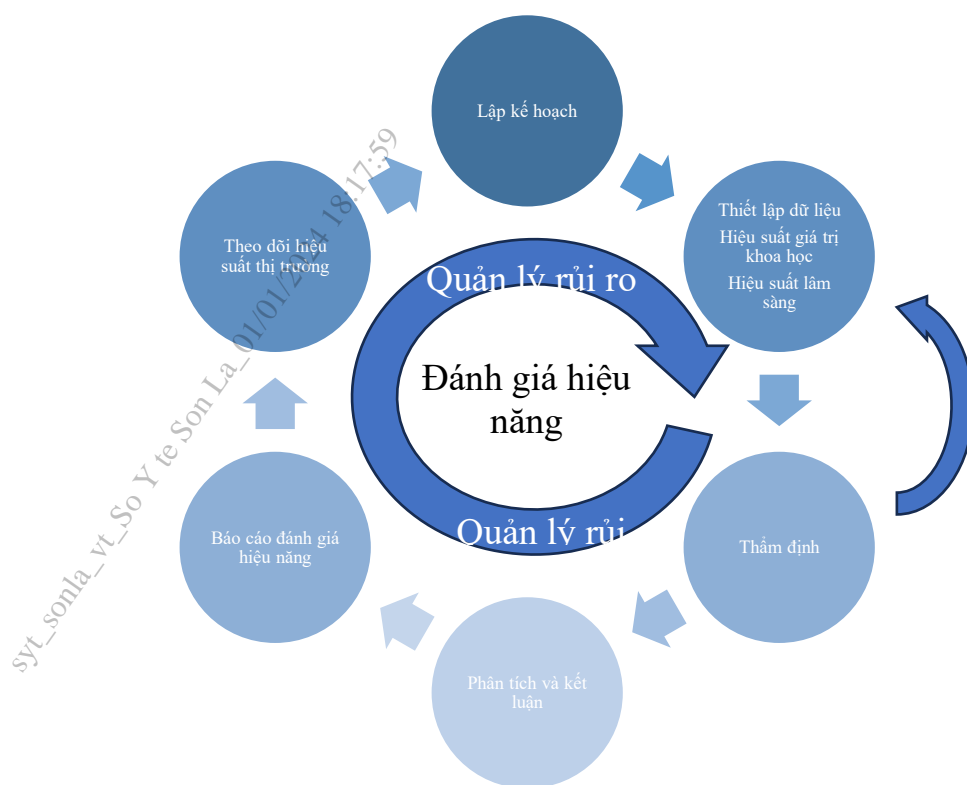 Lập kế hoạch
Thiết lập dữ liệu
Hiệu suất giá trị
khoa học
Hiệu suất lâm
sàng
Thẩm định
Phân tích và kết
luận
Báo cáo đánh giá
hiệu năng
Theo dõi hiệu
suất thị trường
Quản lý rủi ro
Đánh giá hiệu
năng
Quản lý rủi
syt_sonla_vt_So Y te Son La_01/01/2024 18:17:59